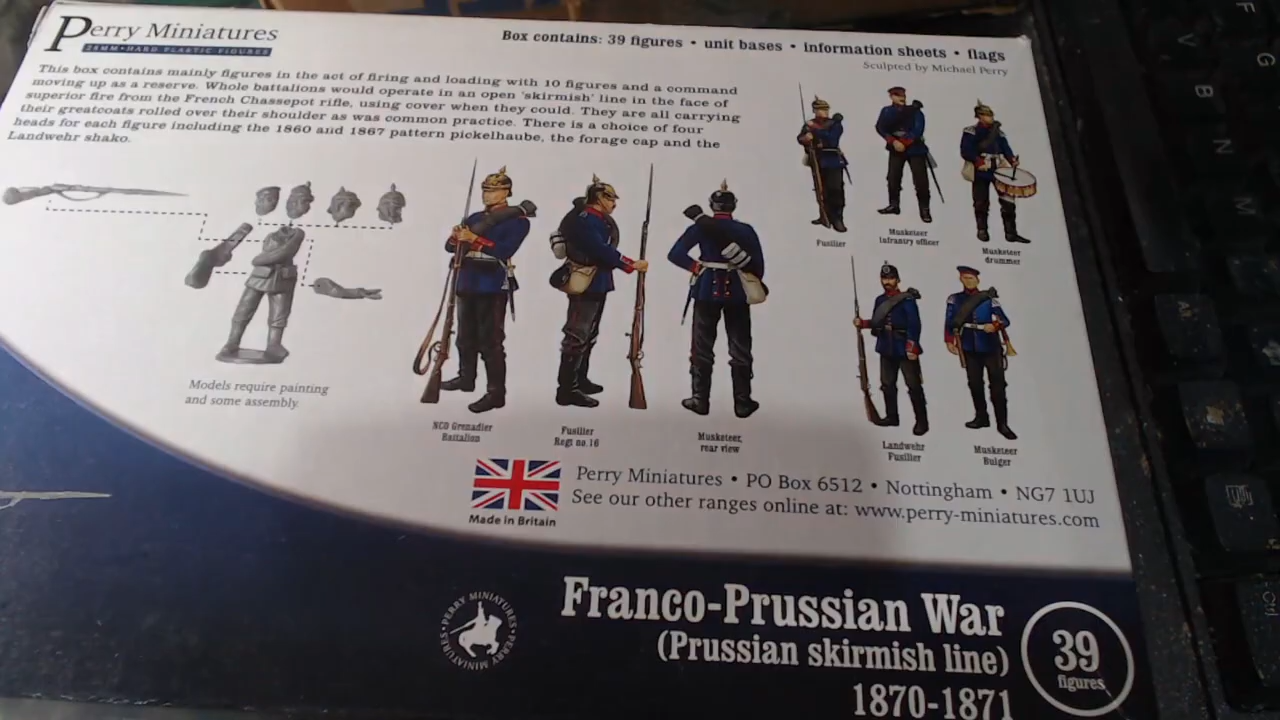 Perry Miniatures
28MM • HARD PLASTIC FIGURES
Box contains: 39 figures • unit bases • information sheets • flags
Sculpted by Michael Perry
This box contains mainly figures in the act of firing and loading with 10 figures and a command
moving up as a reserve. Whole battalions would operate in an open 'skirmish' line in the face of
superior fire from the French Chassepot rifle, using cover when they could. They are all carrying
their greatcoats rolled over their shoulder as was common practice. There is a choice of four
heads for each figure including the 1860 and 1867 pattern pickelhaube, the forage cap and the
Landwehr shako.
Fusilier
Musketeer
infantry officer
Musketeer
drummer
Models require painting
and some assembly.
NCO Grenadier
Battalion
Fusilier
Regt no.16
Musketeer,
rear view
Landwehr
Fusilier
Musketeer
Bulger
Made in Britain
Perry Miniatures • PO Box 6512 • Nottingham • NG7 1UJ
See our other ranges online at: www.perry-miniatures.com
PERRY MINIATURES • PERRY MINIATURES •
Franco-Prussian War
(Prussian skirmish line)
1870-1871
39
figures
F
G
V
B
N
M